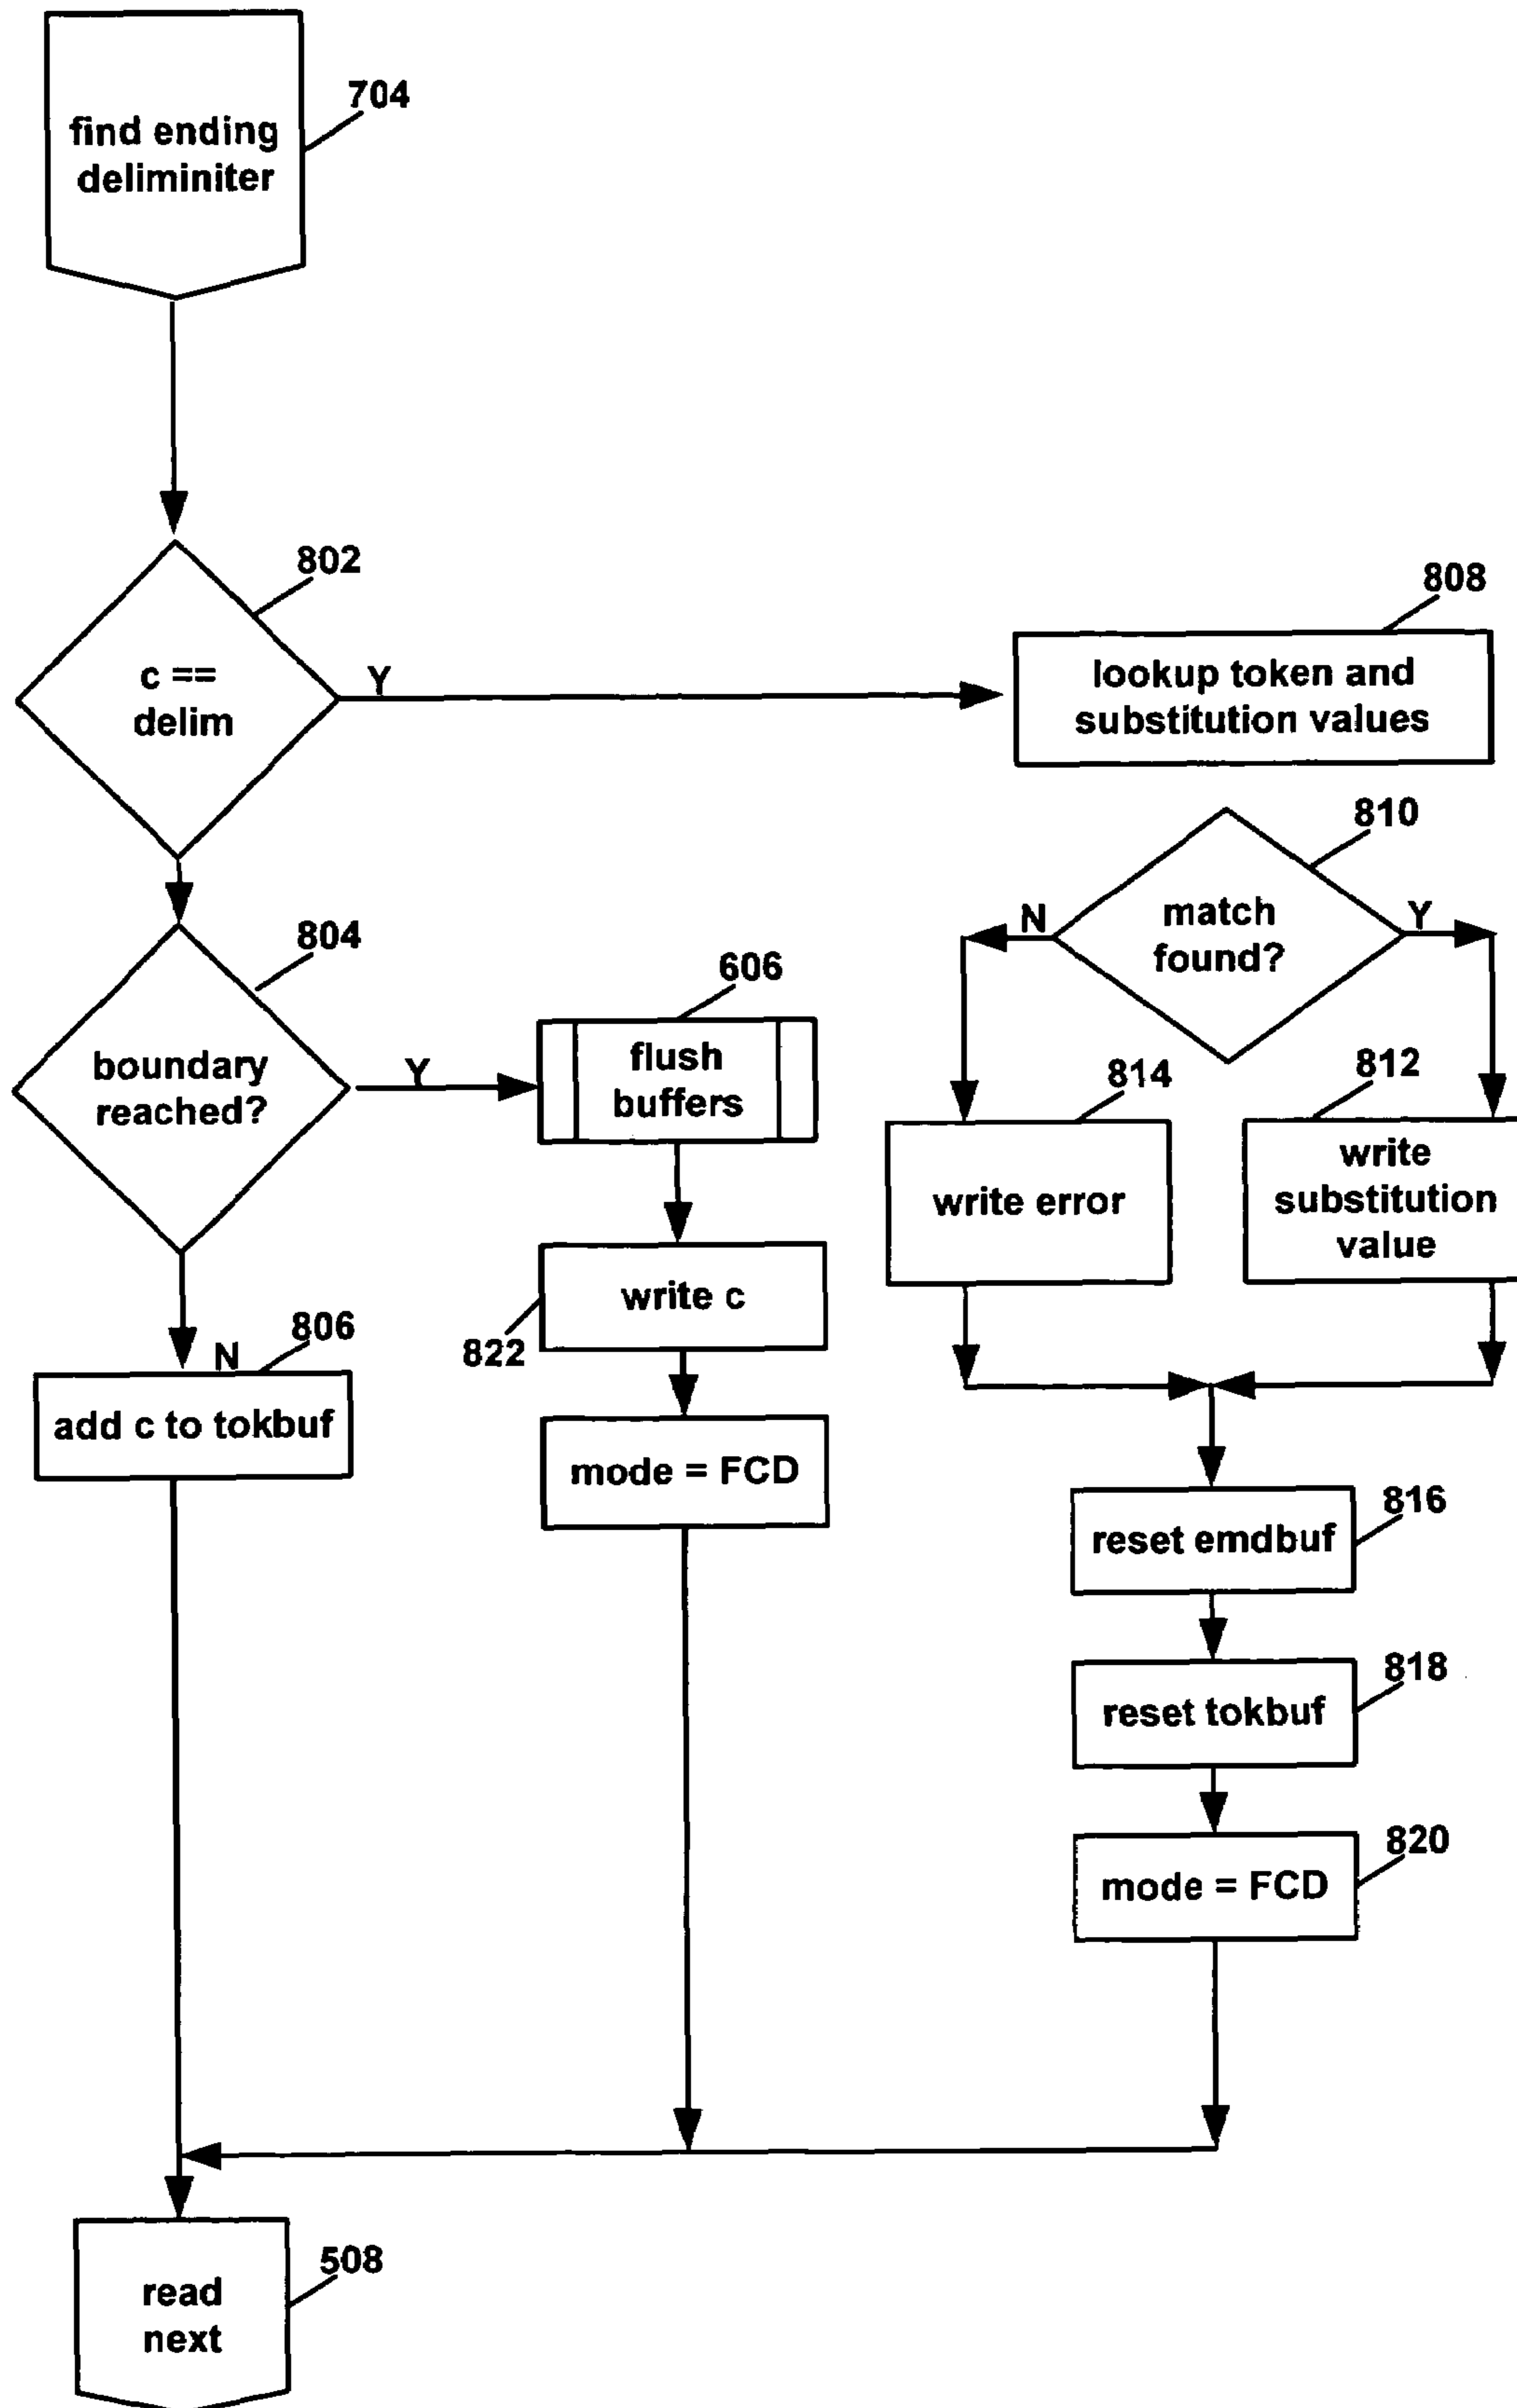 704
find ending
deliminiter
802
c ==
delim
Y
808
lookup token and
substitution values
810
match
found?
N
Y
804
boundary
reached?
Y
606
flush
buffers
814
write error
812
write
substitution
value
822
write c
806
N
add c to tokbuf
mode = FCD
816
reset emdbuf
818
reset tokbuf
820
mode = FCD
508
read
next